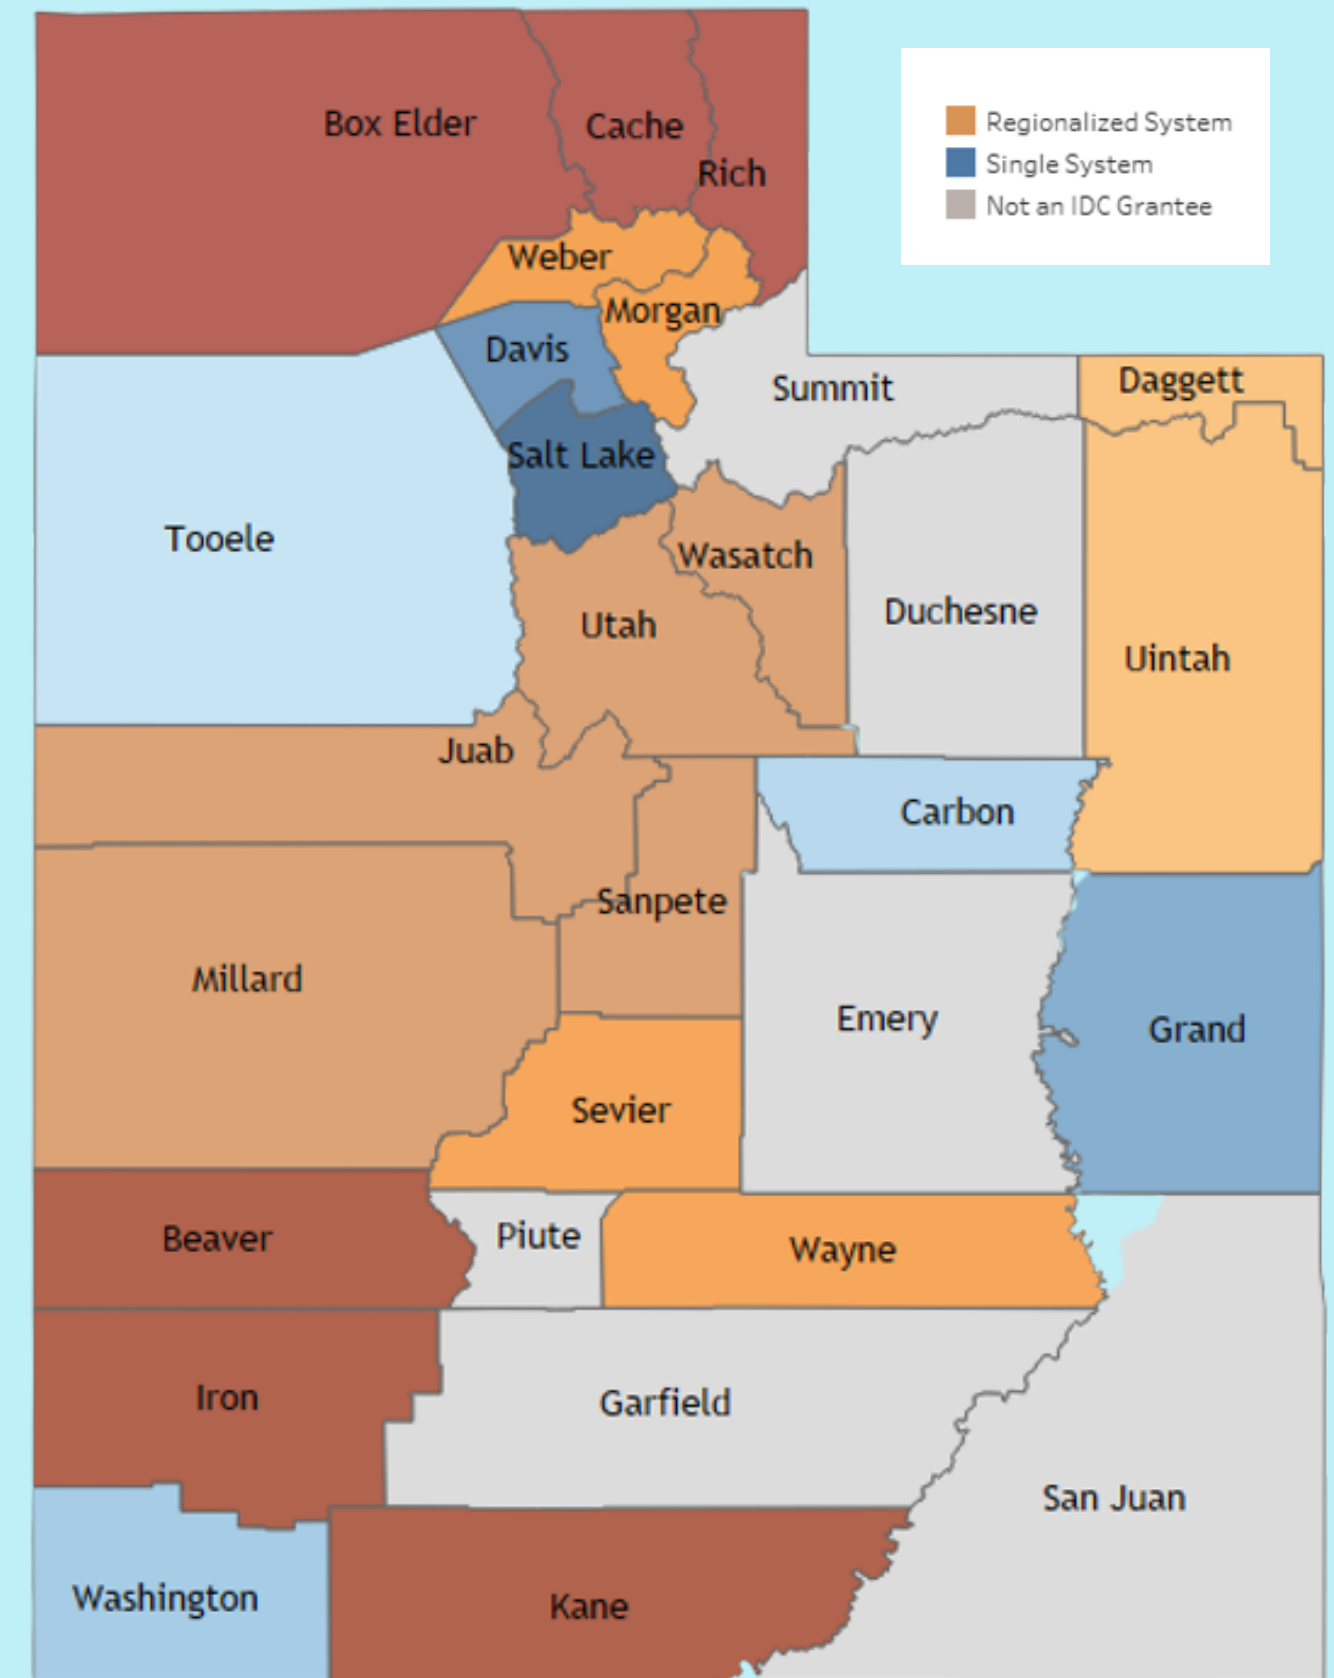 Box Elder
Cache
Rich
Regionalized System
Single System
Not an IDC Grantee
Weber
Morgan
Davis
Summit
Daggett
Salt Lake
Tooele
Wasatch
Utah
Duchesne
Uintah
Juab
Carbon
Sanpete
Millard
Emery
Grand
Sevier
Beaver
Piute
Wayne
Iron
Garfield
San Juan
Washington
Kane